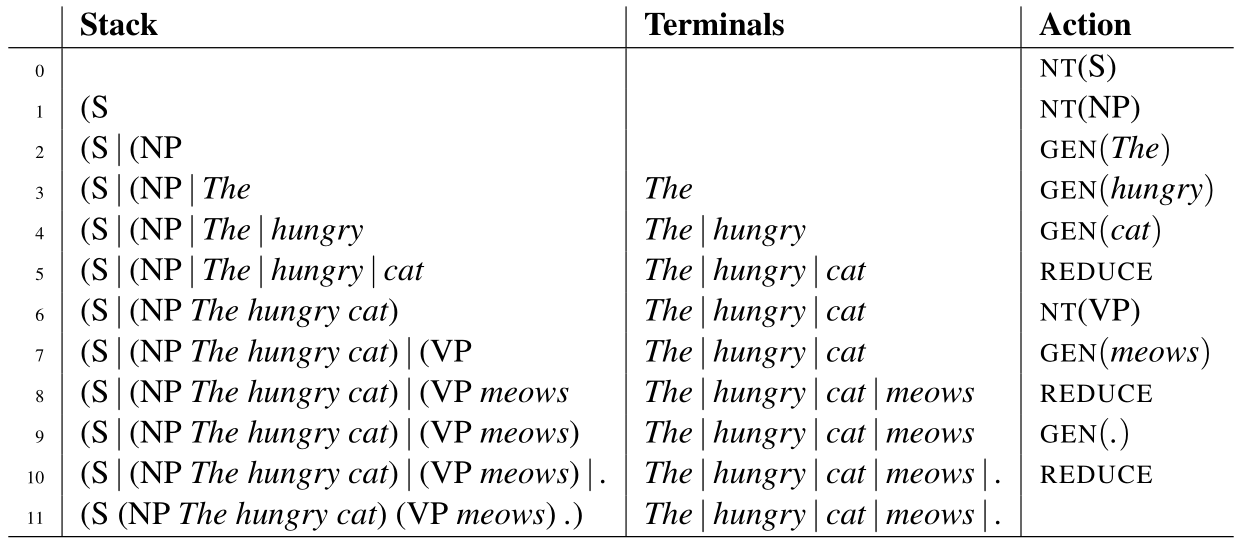 Stack Terminals Action
0 NT(S)
1 (S NT(NP)
2 (S | (NP GEN(The)
3 (S | (NP | The The GEN(hungry)
4 (S | (NP | The | hungry The | hungry GEN(cat)
5 (S | (NP | The | hungry | cat The | hungry | cat REDUCE
6 (S | (NP The hungry cat) The | hungry | cat NT(VP)
7 (S | (NP The hungry cat) | (VP The | hungry | cat GEN(meows)
8 (S | (NP The hungry cat) | (VP meows The | hungry | cat | meows REDUCE
9 (S | (NP The hungry cat) | (VP meows) The | hungry | cat | meows GEN(.)
10 (S | (NP The hungry cat) | (VP meows) | . The | hungry | cat | meows | . REDUCE
11 (S (NP The hungry cat) (VP meows) .) The | hungry | cat | meows | .